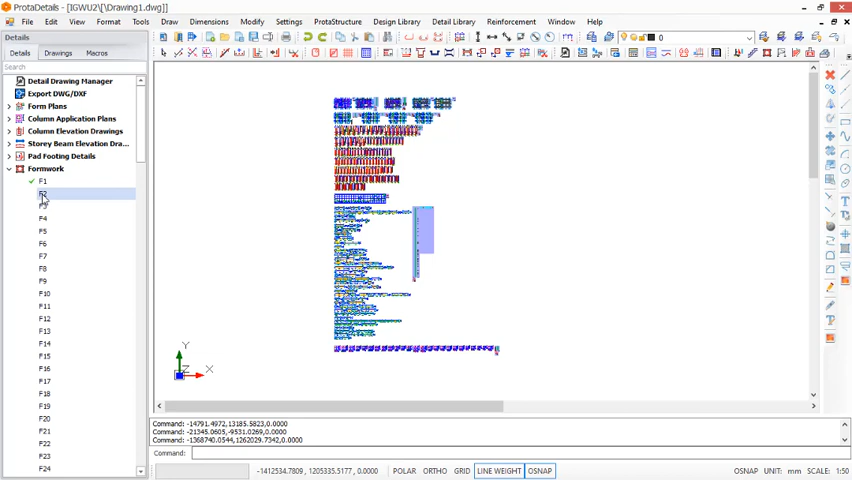 ProtaDetails - [IGWU2\[\Drawing1.dwg]]
File Edit View Format Tools Draw Dimensions Modify Settings ProtaStructure Design Library Detail Library Reinforcement Window ?
Details
Details Drawings Macros
Search
0
Detail Drawing Manager
Export DWG/DXF
Form Plans
Column Application Plans
Column Elevation Drawings
Storey Beam Elevation Dra...
Pad Footing Details
Formwork
F1
F2
F3
F4
F5
F6
F7
F8
F9
F10
F11
F12
F13
F14
F15
F16
F17
F18
F19
F20
F21
F22
F23
F24
Y
Z
X
Command: -14791.4972,13185.5823,0.0000
Command: -21345.0605,-9531.0269,0.0000
Command: -1368740.0544,1262029.7342,0.0000
Command:
-1412534.7809 , 1205335.5177 , 0.0000 POLAR ORTHO GRID LINE WEIGHT OSNAP OSNAP UNIT: mm SCALE: 1:50